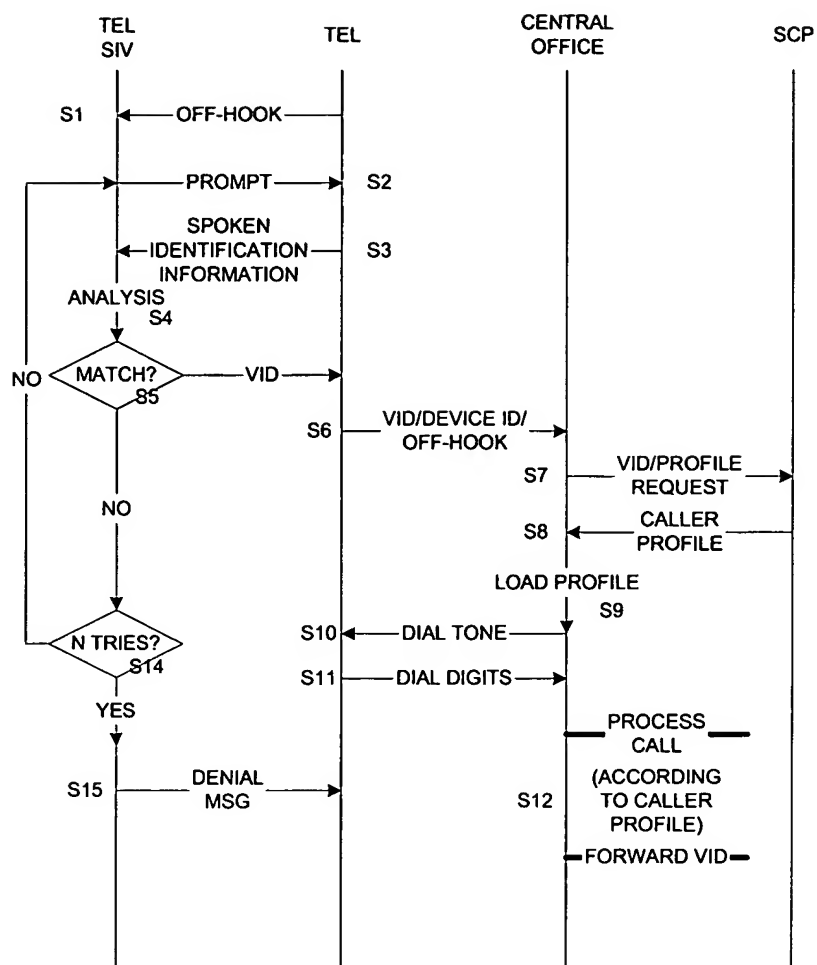 TEL
SIV
TEL
CENTRAL
OFFICE
SCP
S1
OFF-HOOK
PROMPT
S2
SPOKEN
IDENTIFICATION
INFORMATION
S3
ANALYSIS
S4
NO
MATCH?
S5
VID
S6
VID/DEVICE ID/
OFF-HOOK
S7
VID/PROFILE
REQUEST
NO
S8
CALLER
PROFILE
LOAD PROFILE
S9
N TRIES?
S14
S10
DIAL TONE
S11
DIAL DIGITS
YES
PROCESS
CALL
S15
DENIAL
MSG
S12
(ACCORDING
TO CALLER
PROFILE)
FORWARD VID